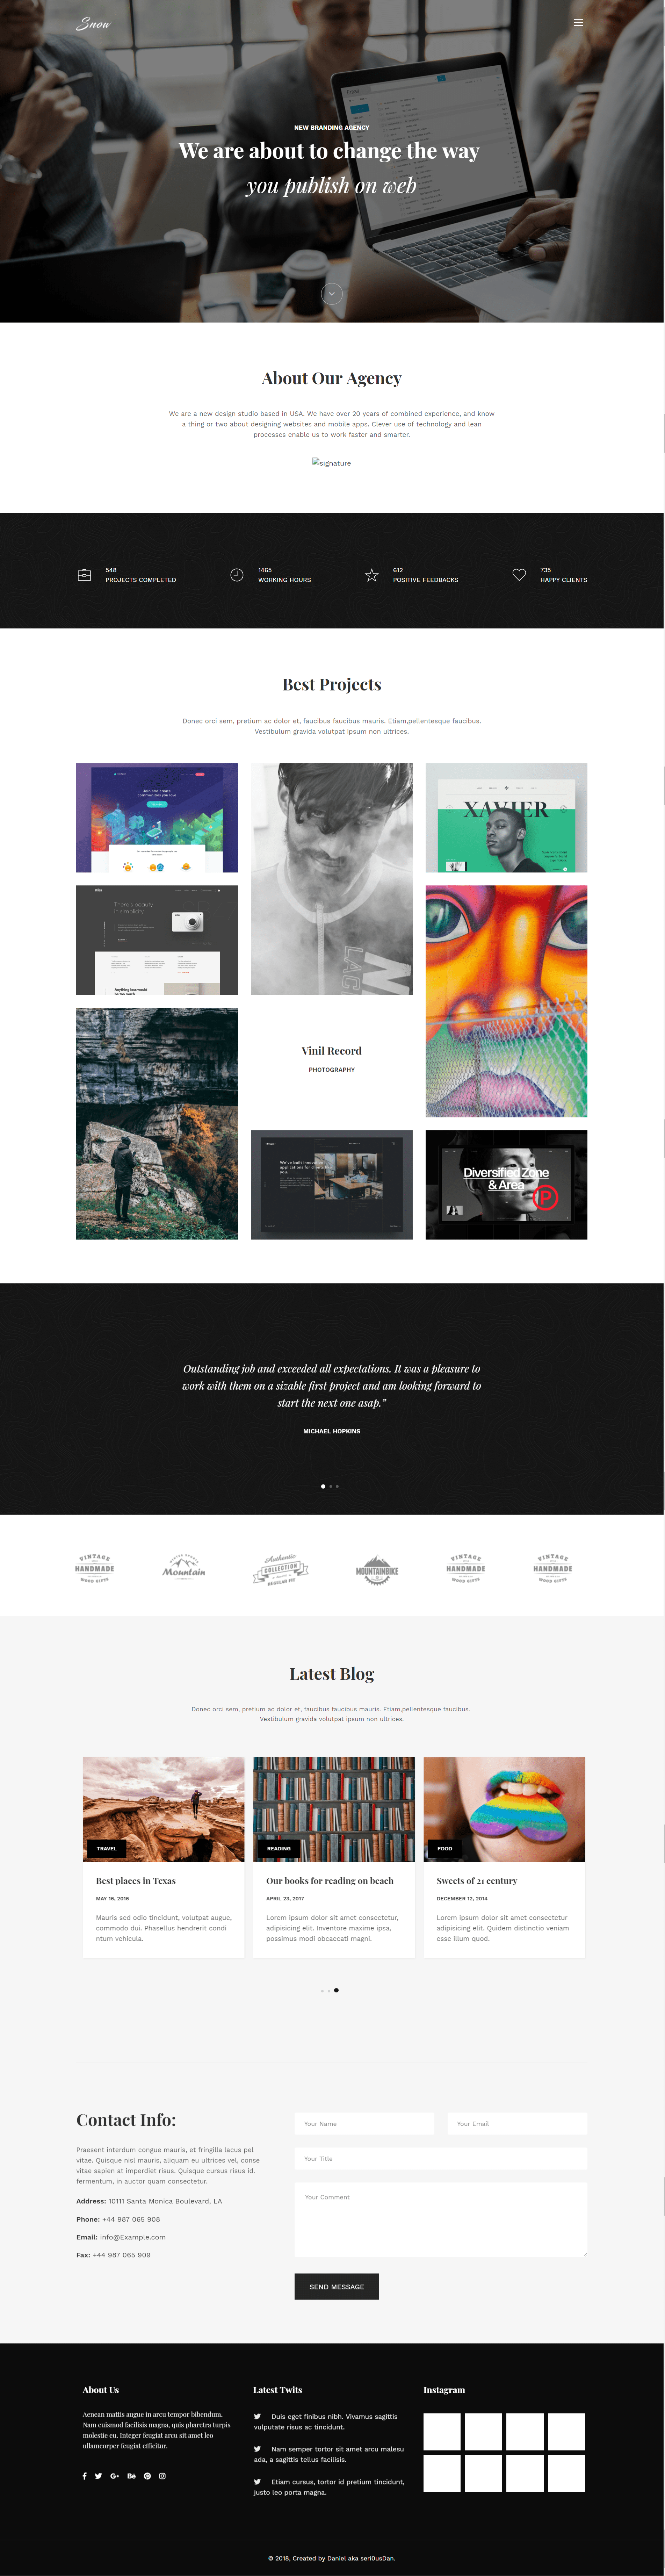 Snow
NEW BRANDING AGENCY
We are about to change the way
you publish on web
About Our Agency
We are a new design studio based in USA. We have over 20 years of combined experience, and know
a thing or two about designing websites and mobile apps. Clever use of technology and lean
processes enable us to work faster and smarter.
signature
548
PROJECTS COMPLETED
1465
WORKING HOURS
612
POSITIVE FEEDBACKS
735
HAPPY CLIENTS
Best Projects
Donec orci sem, pretium ac dolor et, faucibus faucibus mauris. Etiam,pellentesque faucibus.
Vestibulum gravida volutpat ipsum non ultrices.
XAVIER
There's beauty
in simplicity
Vinil Record
PHOTOGRAPHY
Diversified Zone
& Area
P
Outstanding job and exceeded all expectations. It was a pleasure to
work with them on a sizable first project and am looking forward to
start the next one asap.”
MICHAEL HOPKINS
VINTAGE
HANDMADE
WOOD GIFTS
Mountain
Authentic
COLLECTION
REGULAR FIT
MOUNTAINBIKE
VINTAGE
HANDMADE
WOOD GIFTS
VINTAGE
HANDMADE
WOOD GIFTS
Latest Blog
Donec orci sem, pretium ac dolor et, faucibus faucibus mauris. Etiam,pellentesque faucibus.
Vestibulum gravida volutpat ipsum non ultrices.
TRAVEL
Best places in Texas
MAY 16, 2016
Mauris sed odio tincidunt, volutpat augue,
commodo dui. Phasellus hendrerit condi
ntum vehicula.
READING
Our books for reading on beach
APRIL 23, 2017
Lorem ipsum dolor sit amet consectetur,
adipisicing elit. Inventore maxime ipsa,
possimus modi obcaecati magni.
FOOD
Sweets of 21 century
DECEMBER 12, 2014
Lorem ipsum dolor sit amet consectetur
adipisicing elit. Quidem distinctio veniam
esse illum quod.
Contact Info:
Praesent interdum congue mauris, et fringilla lacus pel
vitae. Quisque nisl mauris, aliquam eu ultrices vel, conse
vitae sapien at imperdiet risus. Quisque cursus risus id.
fermentum, in auctor quam consectetur.
Address: 10111 Santa Monica Boulevard, LA
Phone: +44 987 065 908
Email: info@Example.com
Fax: +44 987 065 909
Your Name
Your Email
Your Title
Your Comment
SEND MESSAGE
About Us
Aenean mattis augue in arcu tempor bibendum.
Nam euismod facilisis magna, quis pharetra turpis
molestie eu. Integer feugiat arcu sit amet leo
ullamcorper feugiat efficitur.
Latest Twits
Duis eget finibus nibh. Vivamus sagittis
vulputate risus ac tincidunt.
Nam semper tortor sit amet arcu malesu
ada, a sagittis tellus facilisis.
Etiam cursus, tortor id pretium tincidunt,
justo leo porta magna.
Instagram
© 2018, Created by Daniel aka seri0usDan.